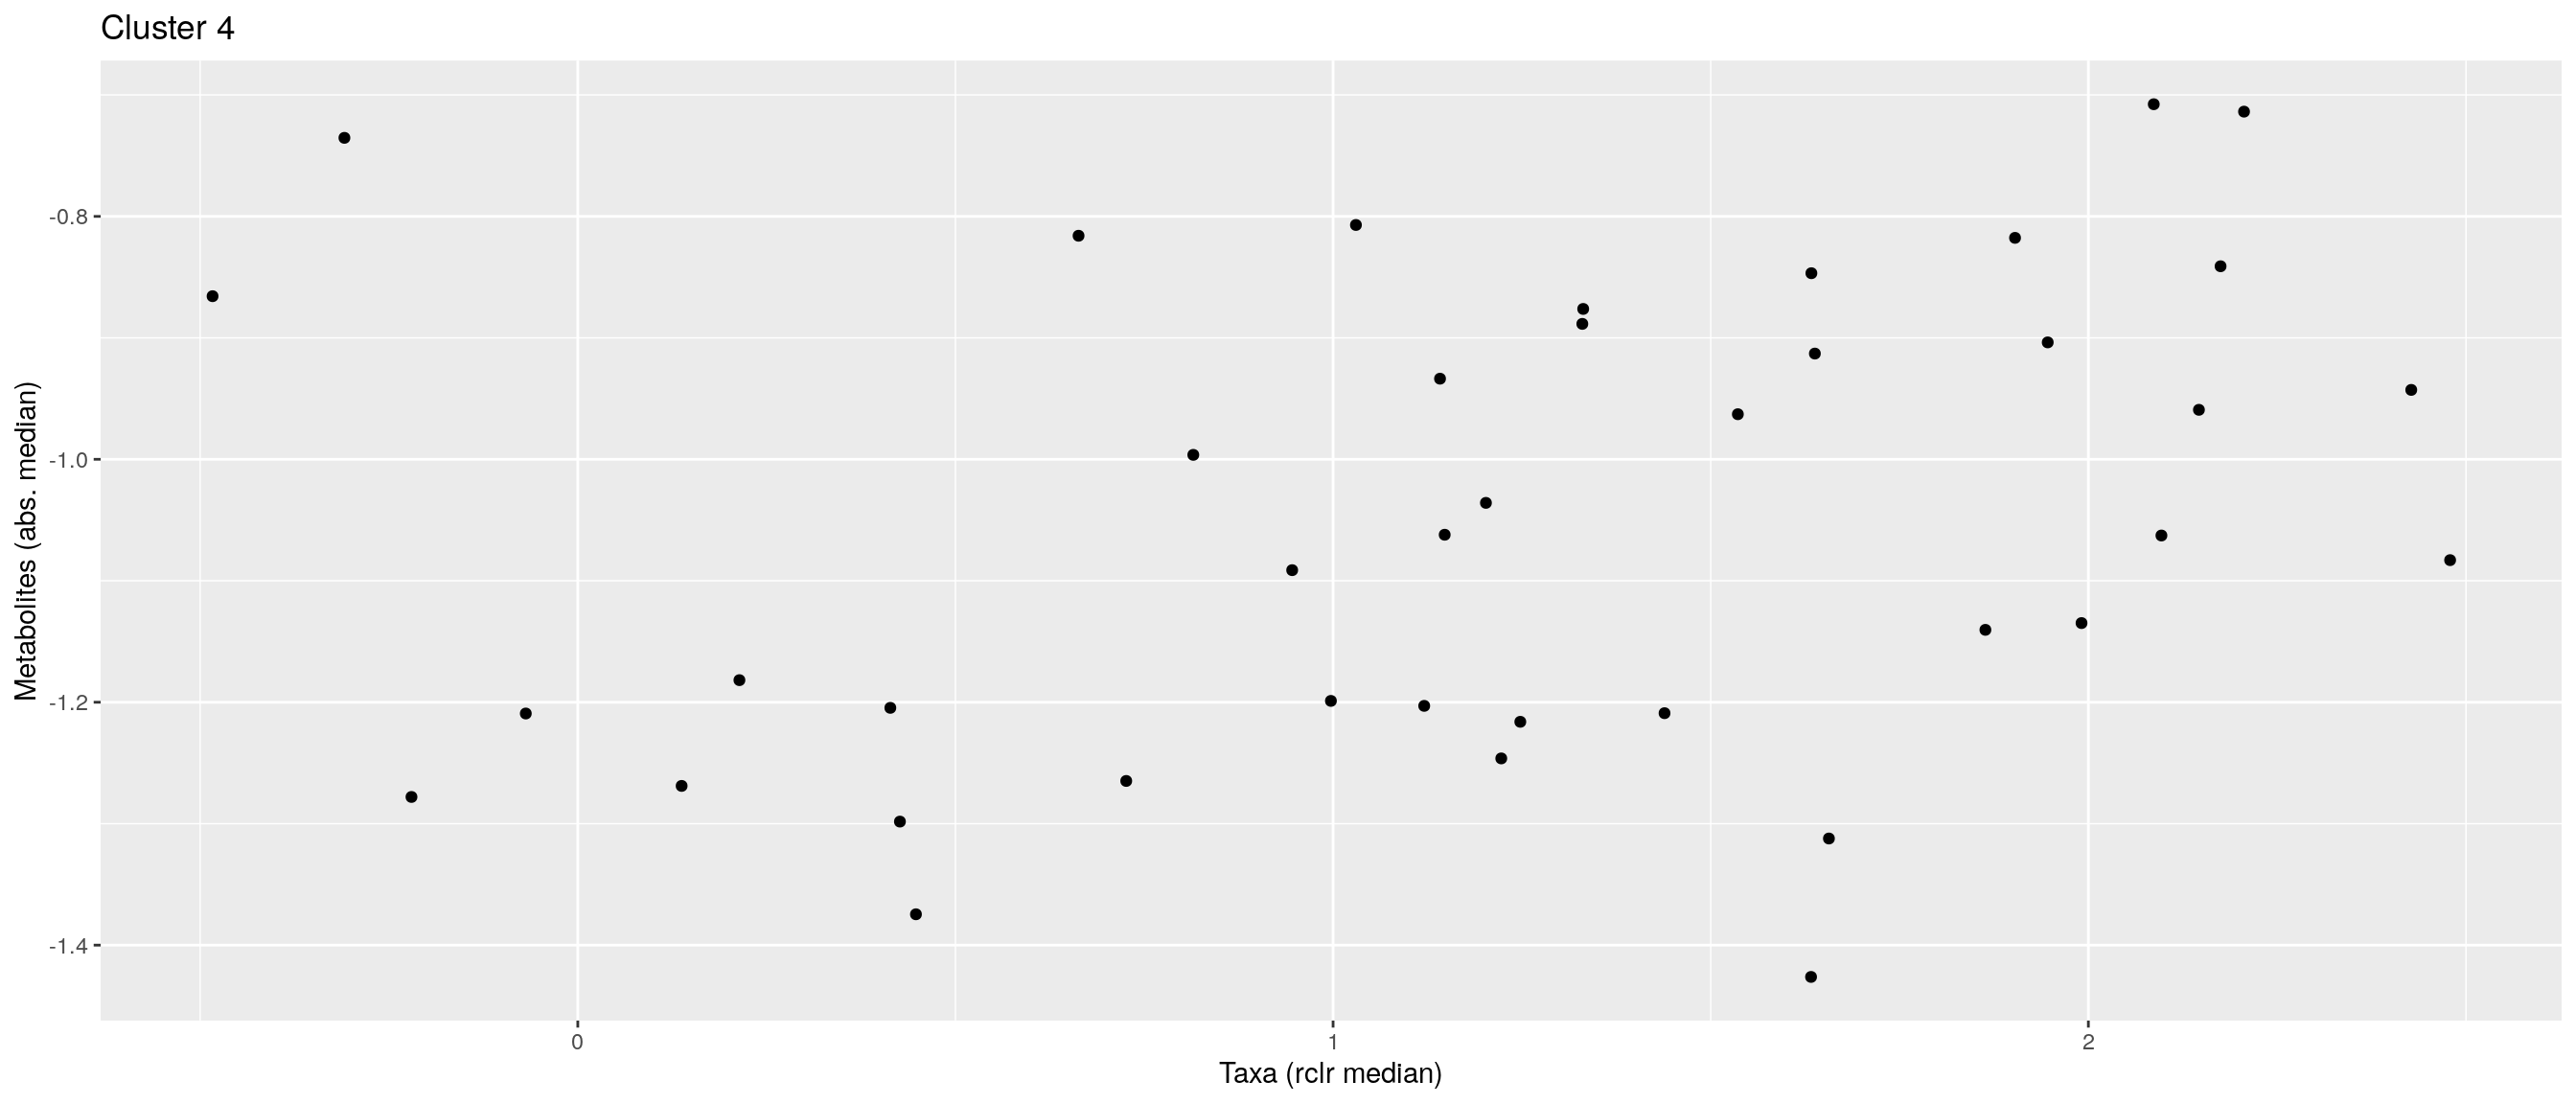 Cluster 4
Metabolites (abs. median)
-0.8
-1.0
-1.2
-1.4
0
1
2
Taxa (rclr median)